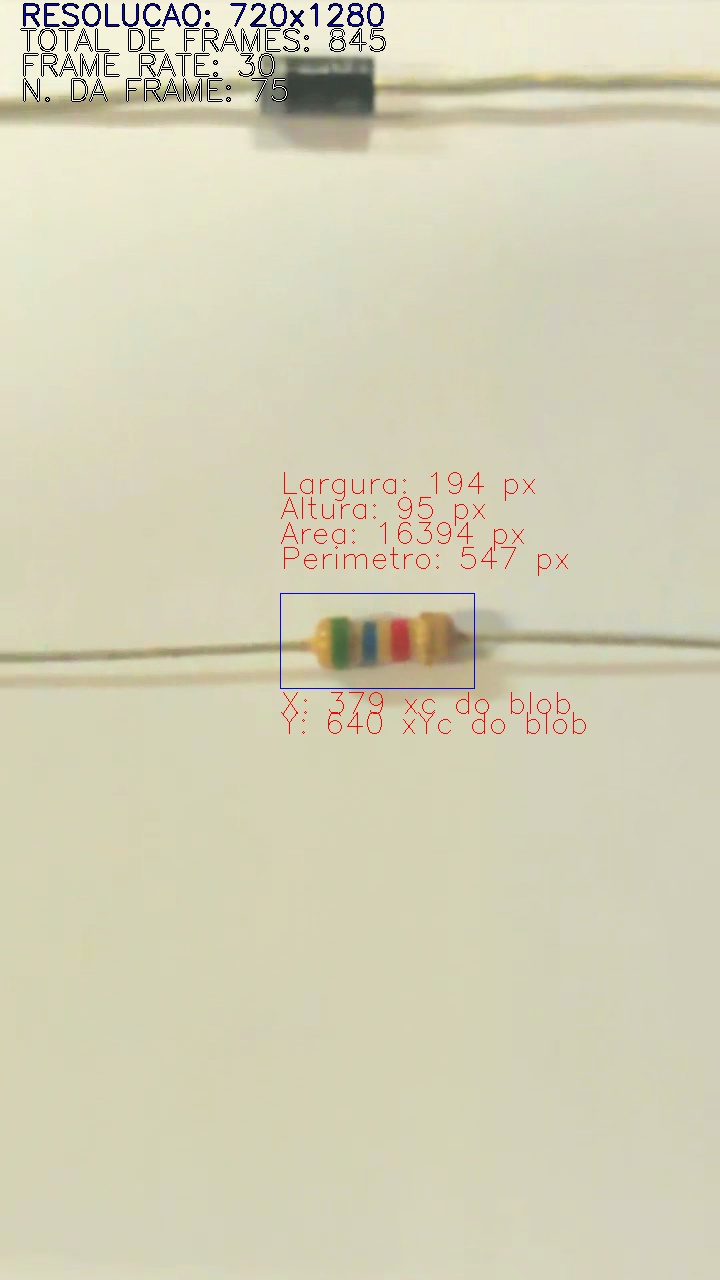 RESOLUCAO: 720x1280
TOTAL DE FRAMES: 845
FRAME RATE: 30
N. DA FRAME: 75
Largura: 194 px
Altura: 95 px
Area: 16394 px
Perimetro: 547 px
X: 379 xc do blob
Y: 640 xYc do blob